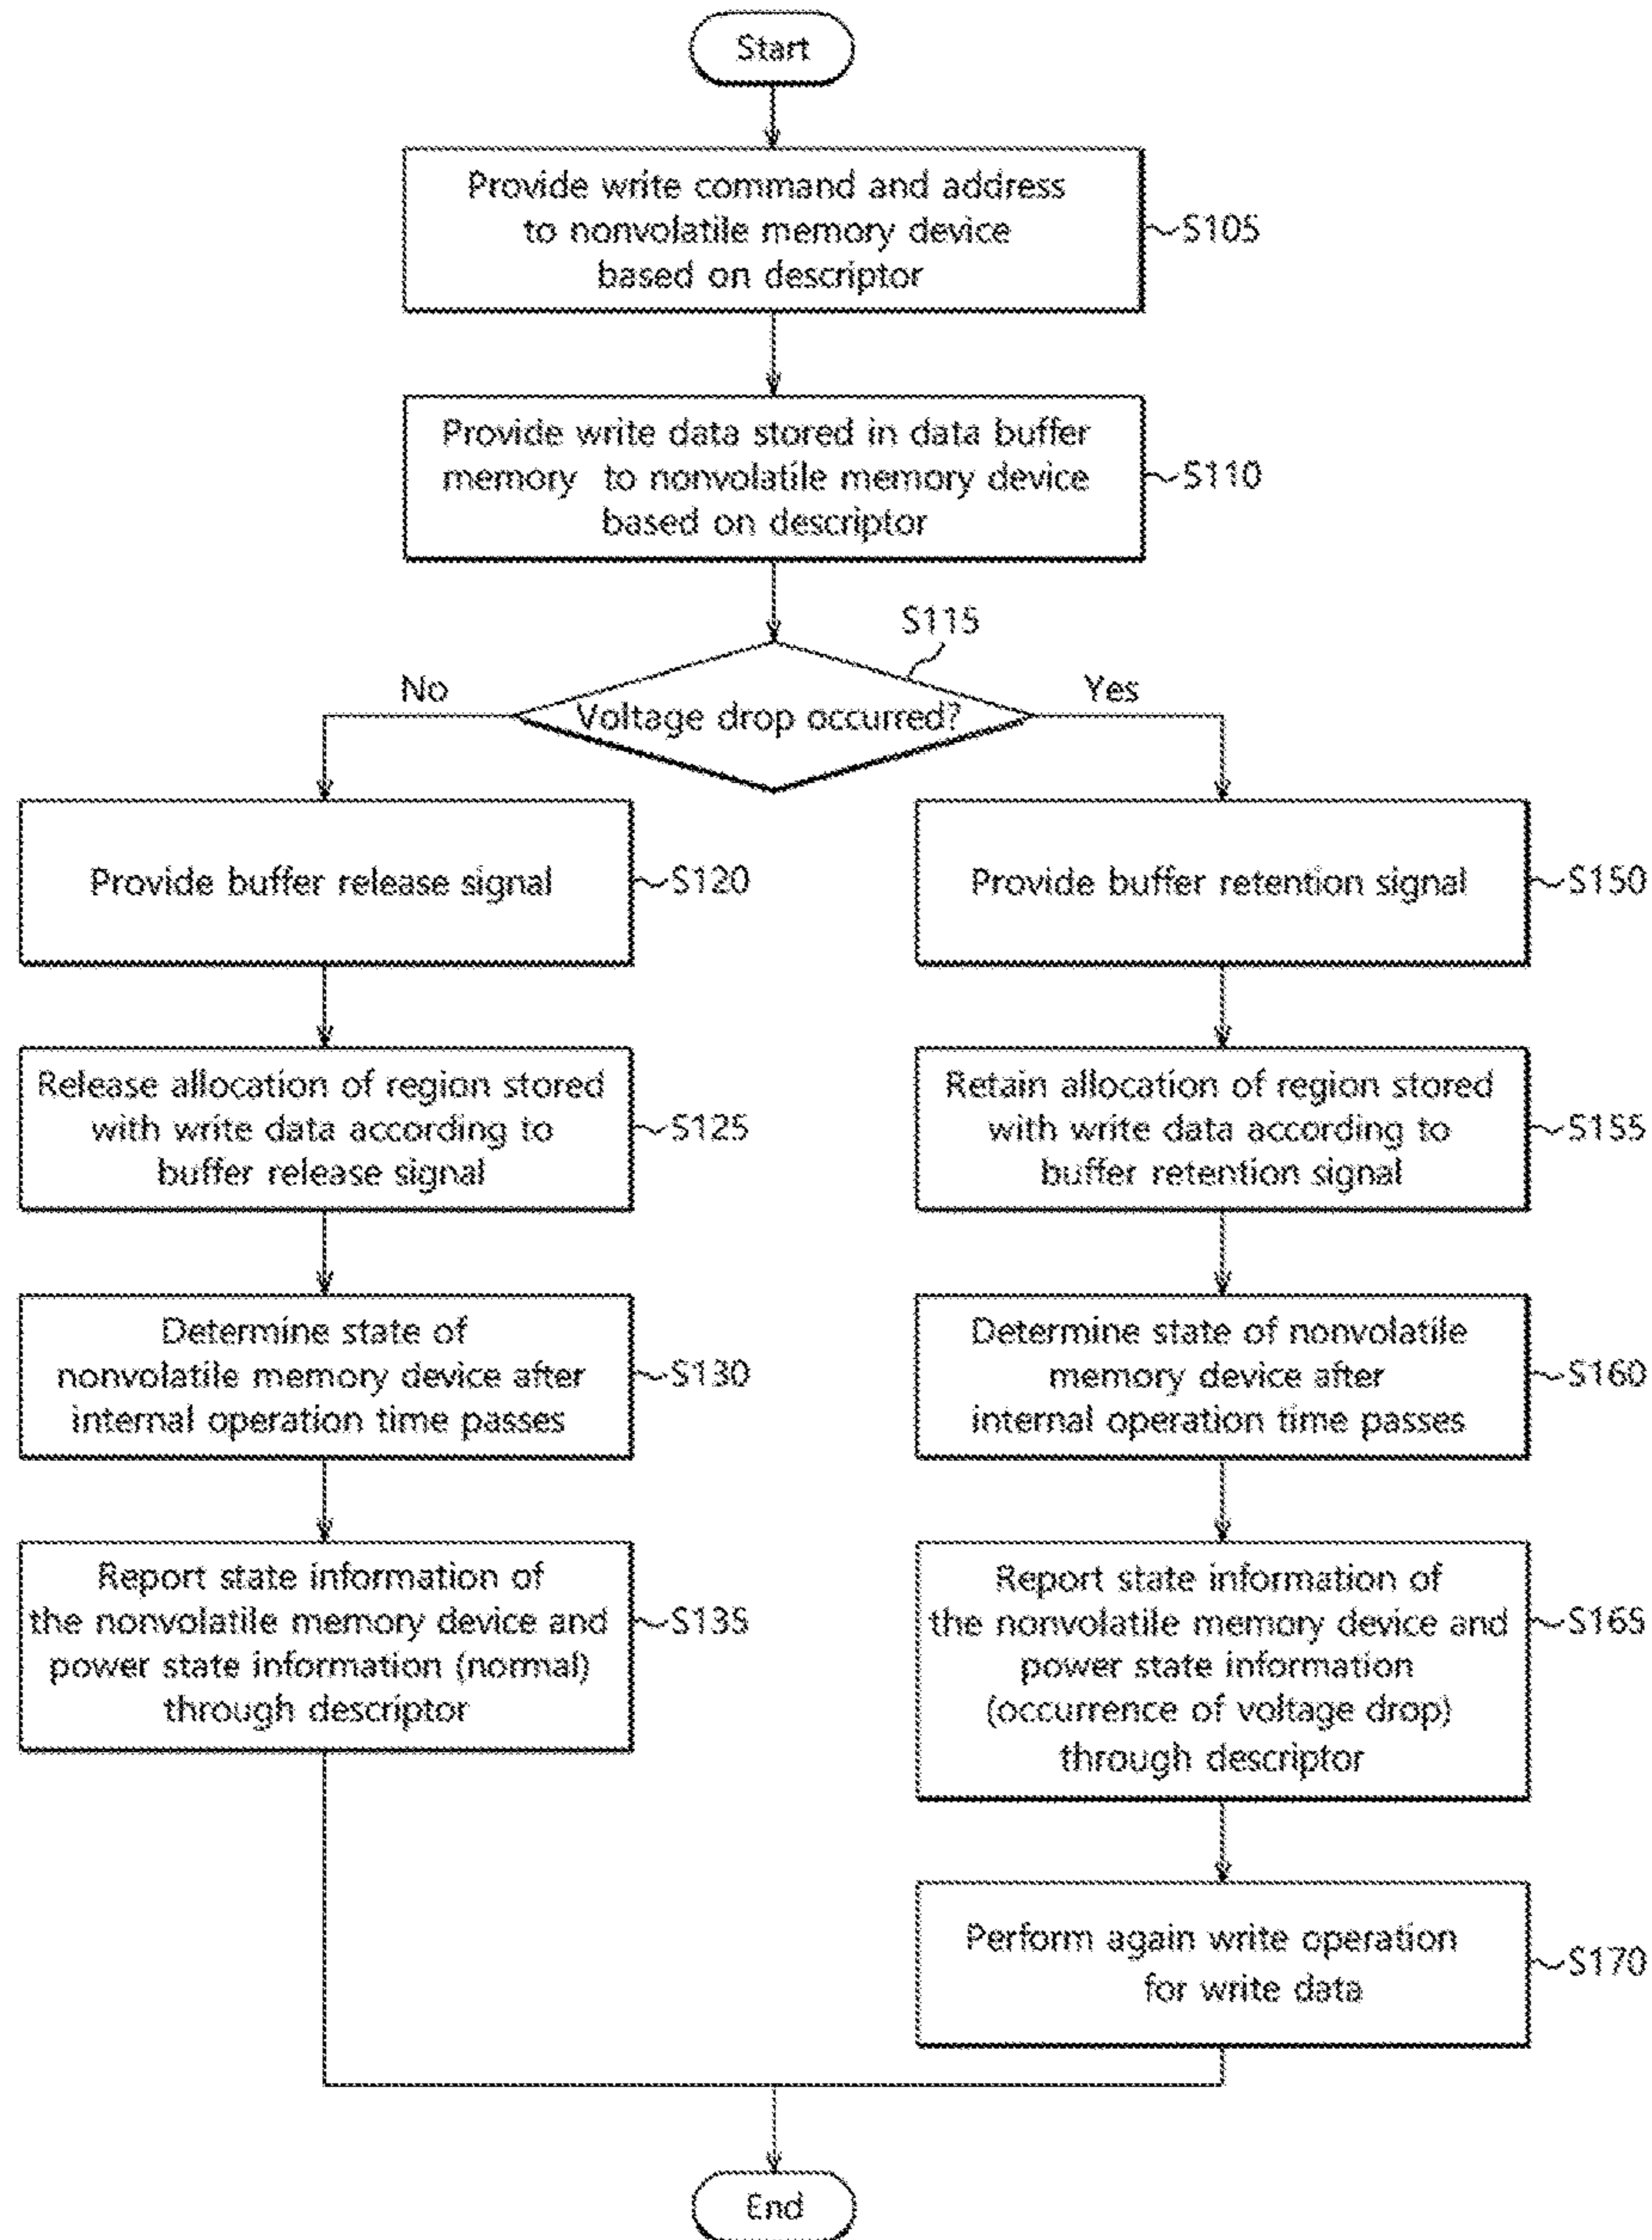 Start
Provide write command and address
to nonvolatile memory device
based on descriptor
S105
Provide write data stored in data buffer
memory to nonvolatile memory device
based on descriptor
S110
S115
Voltage drop occurred?
No
Yes
Provide buffer release signal
S120
Release allocation of region stored
with write data according to
buffer release signal
S125
Determine state of
nonvolatile memory device after
internal operation time passes
S130
Report state information of
the nonvolatile memory device and
power state information (normal)
through descriptor
S135
Provide buffer retention signal
S150
Retain allocation of region stored
with write data according to
buffer retention signal
S155
Determine state of nonvolatile
memory device after
internal operation time passes
S160
Report state information of
the nonvolatile memory device and
power state information
(occurrence of voltage drop)
through descriptor
S165
Perform again write operation
for write data
S170
End